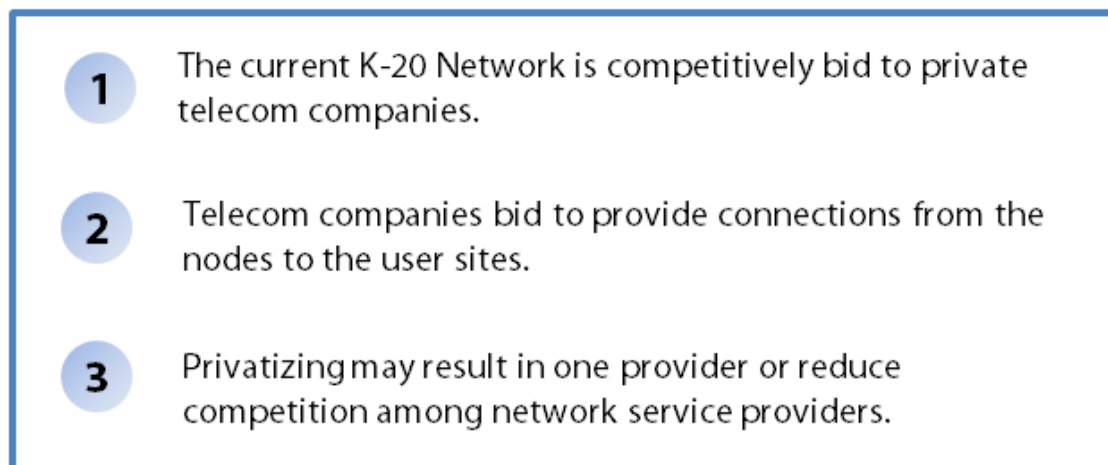 1
The current K-20 Network is competitively bid to private
telecom companies.
2
Telecom companies bid to provide connections from the
nodes to the user sites.
3
Privatizing may result in one provider or reduce
competition among network service providers.